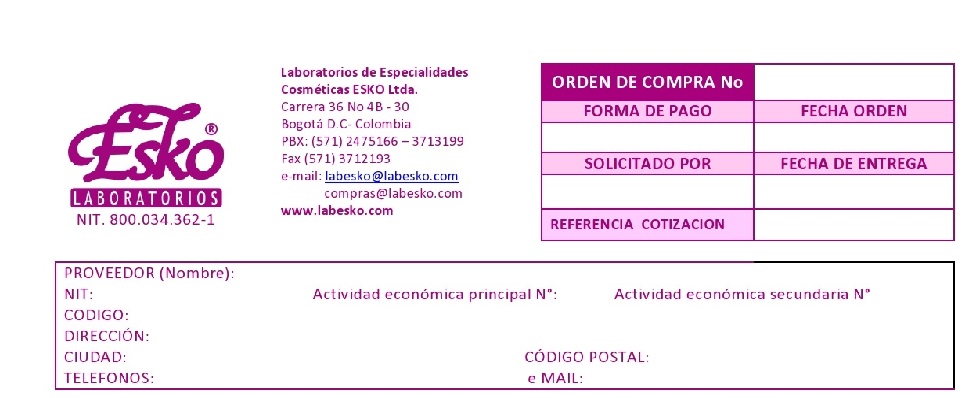 Esko ®
LABORATORIOS
NIT. 800.034.362-1
Laboratorios de Especialidades
Cosméticas ESKO Ltda.
Carrera 36 No 4B - 30
Bogotá D.C- Colombia
PBX: (571) 2475166 – 3713199
Fax (571) 3712193
e-mail: labesko@labesko.com
compras@labesko.com
www.labesko.com
ORDEN DE COMPRA No
FORMA DE PAGO FECHA ORDEN
SOLICITADO POR FECHA DE ENTREGA
REFERENCIA COTIZACION
PROVEEDOR (Nombre):
NIT: Actividad económica principal N°: Actividad económica secundaria N°
CODIGO:
DIRECCIÓN:
CIUDAD: CÓDIGO POSTAL:
TELEFONOS: e MAIL: